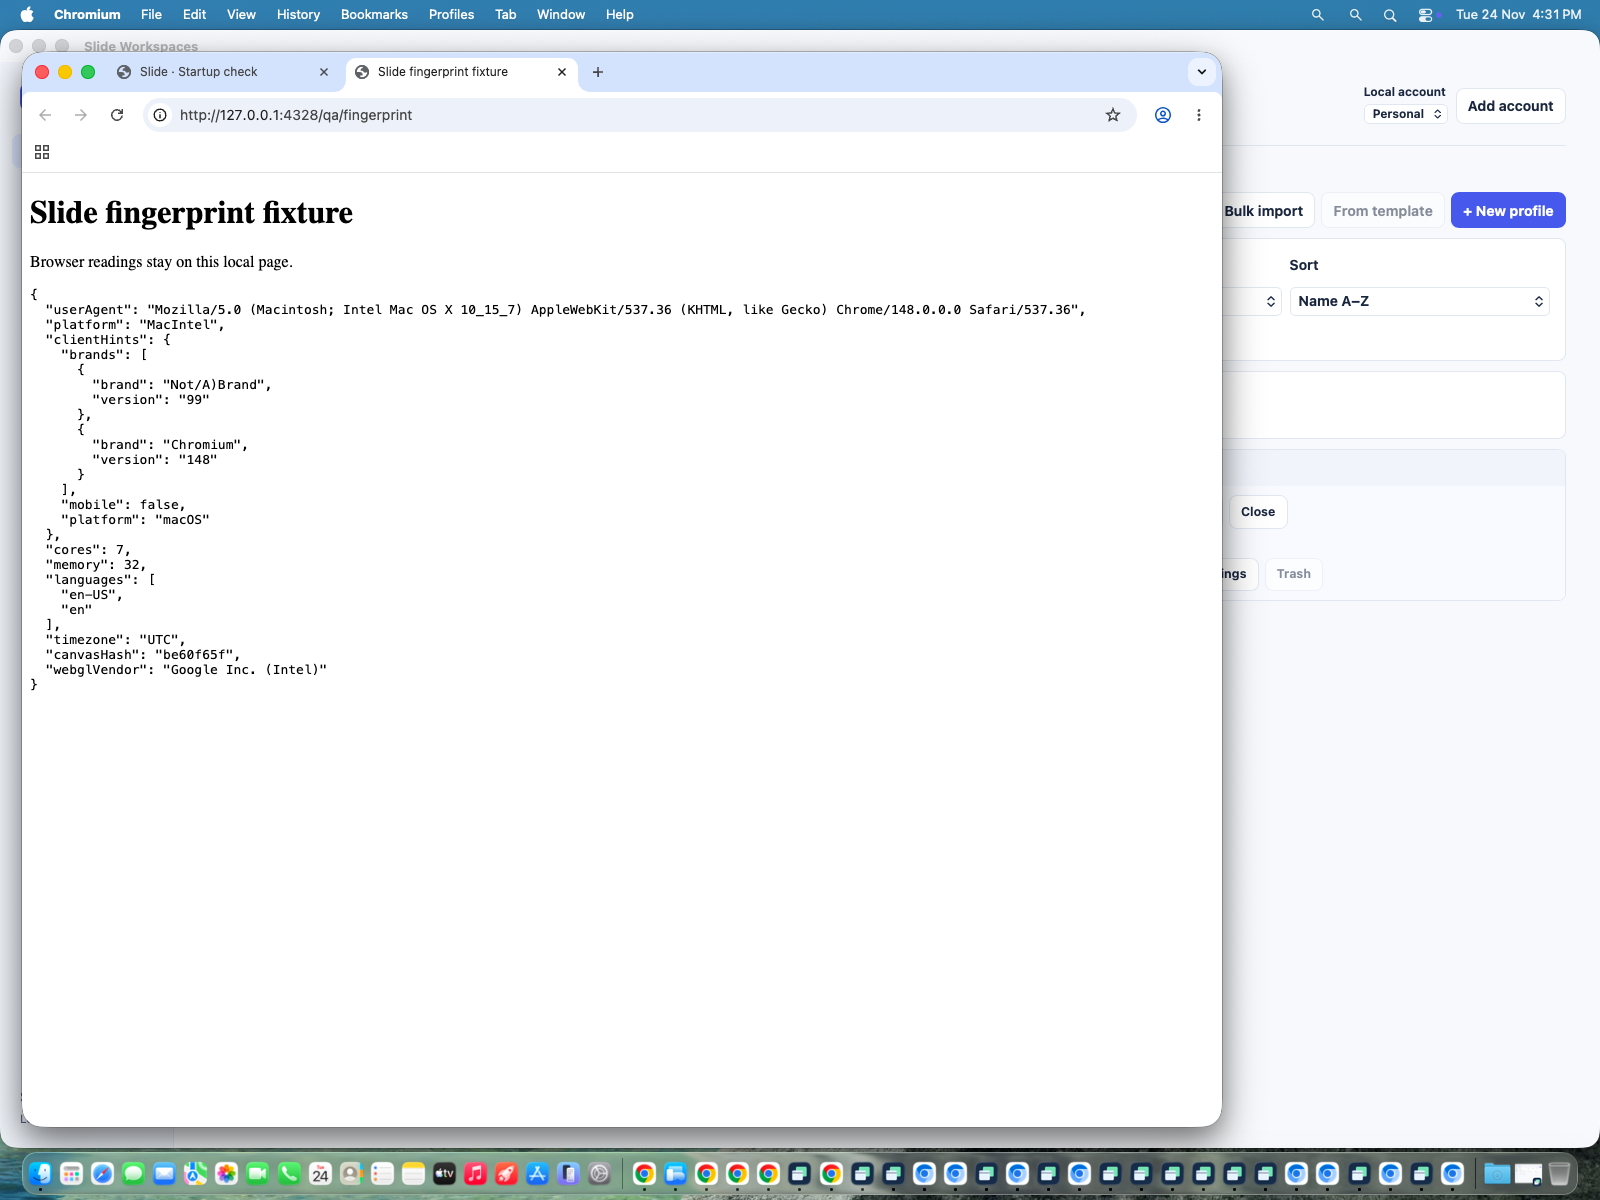 Chromium File Edit View History Bookmarks Profiles Tab Window Help Tue 24 Nov 4:31 PM
Slide Workspaces
Slide · Startup check
Slide fingerprint fixture
http://127.0.0.1:4328/qa/fingerprint
Local account
Personal
Add account
Bulk import
From template
+ New profile
Sort
Name A–Z
Close
ings
Trash
Slide fingerprint fixture
Browser readings stay on this local page.
{
"userAgent": "Mozilla/5.0 (Macintosh; Intel Mac OS X 10_15_7) AppleWebKit/537.36 (KHTML, like Gecko) Chrome/148.0.0.0 Safari/537.36",
"platform": "MacIntel",
"clientHints": {
"brands": [
{
"brand": "Not/A)Brand",
"version": "99"
},
{
"brand": "Chromium",
"version": "148"
}
],
"mobile": false,
"platform": "macOS"
},
"cores": 7,
"memory": 32,
"languages": [
"en-US",
"en"
],
"timezone": "UTC",
"canvasHash": "be60f65f",
"webglVendor": "Google Inc. (Intel)"
}
24
tv